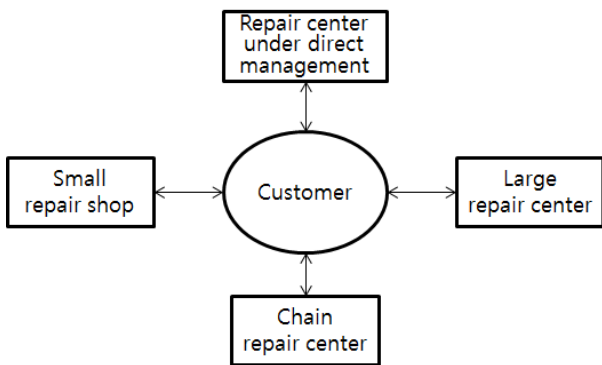 Repair center
under direct
management
Small
repair shop
Customer
Large
repair center
Chain
repair center